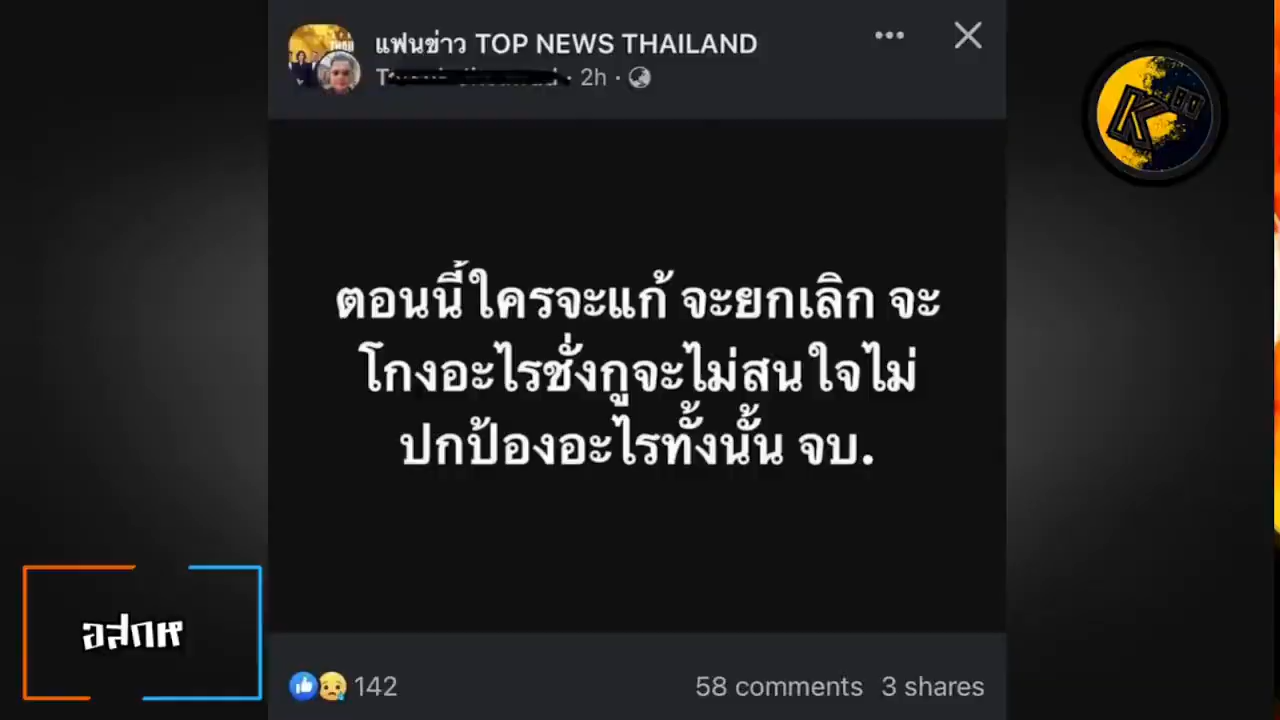 แฟนข่าว TOP NEWS THAILAND
· 2h ·
K
ตอนนี้ใครจะแก้ จะยกเลิก จะ
โกงอะไรชั่งกูจะไม่สนใจไม่
ปกป้องอะไรทั้งนั้น จบ.
อสกห
142
58 comments 3 shares